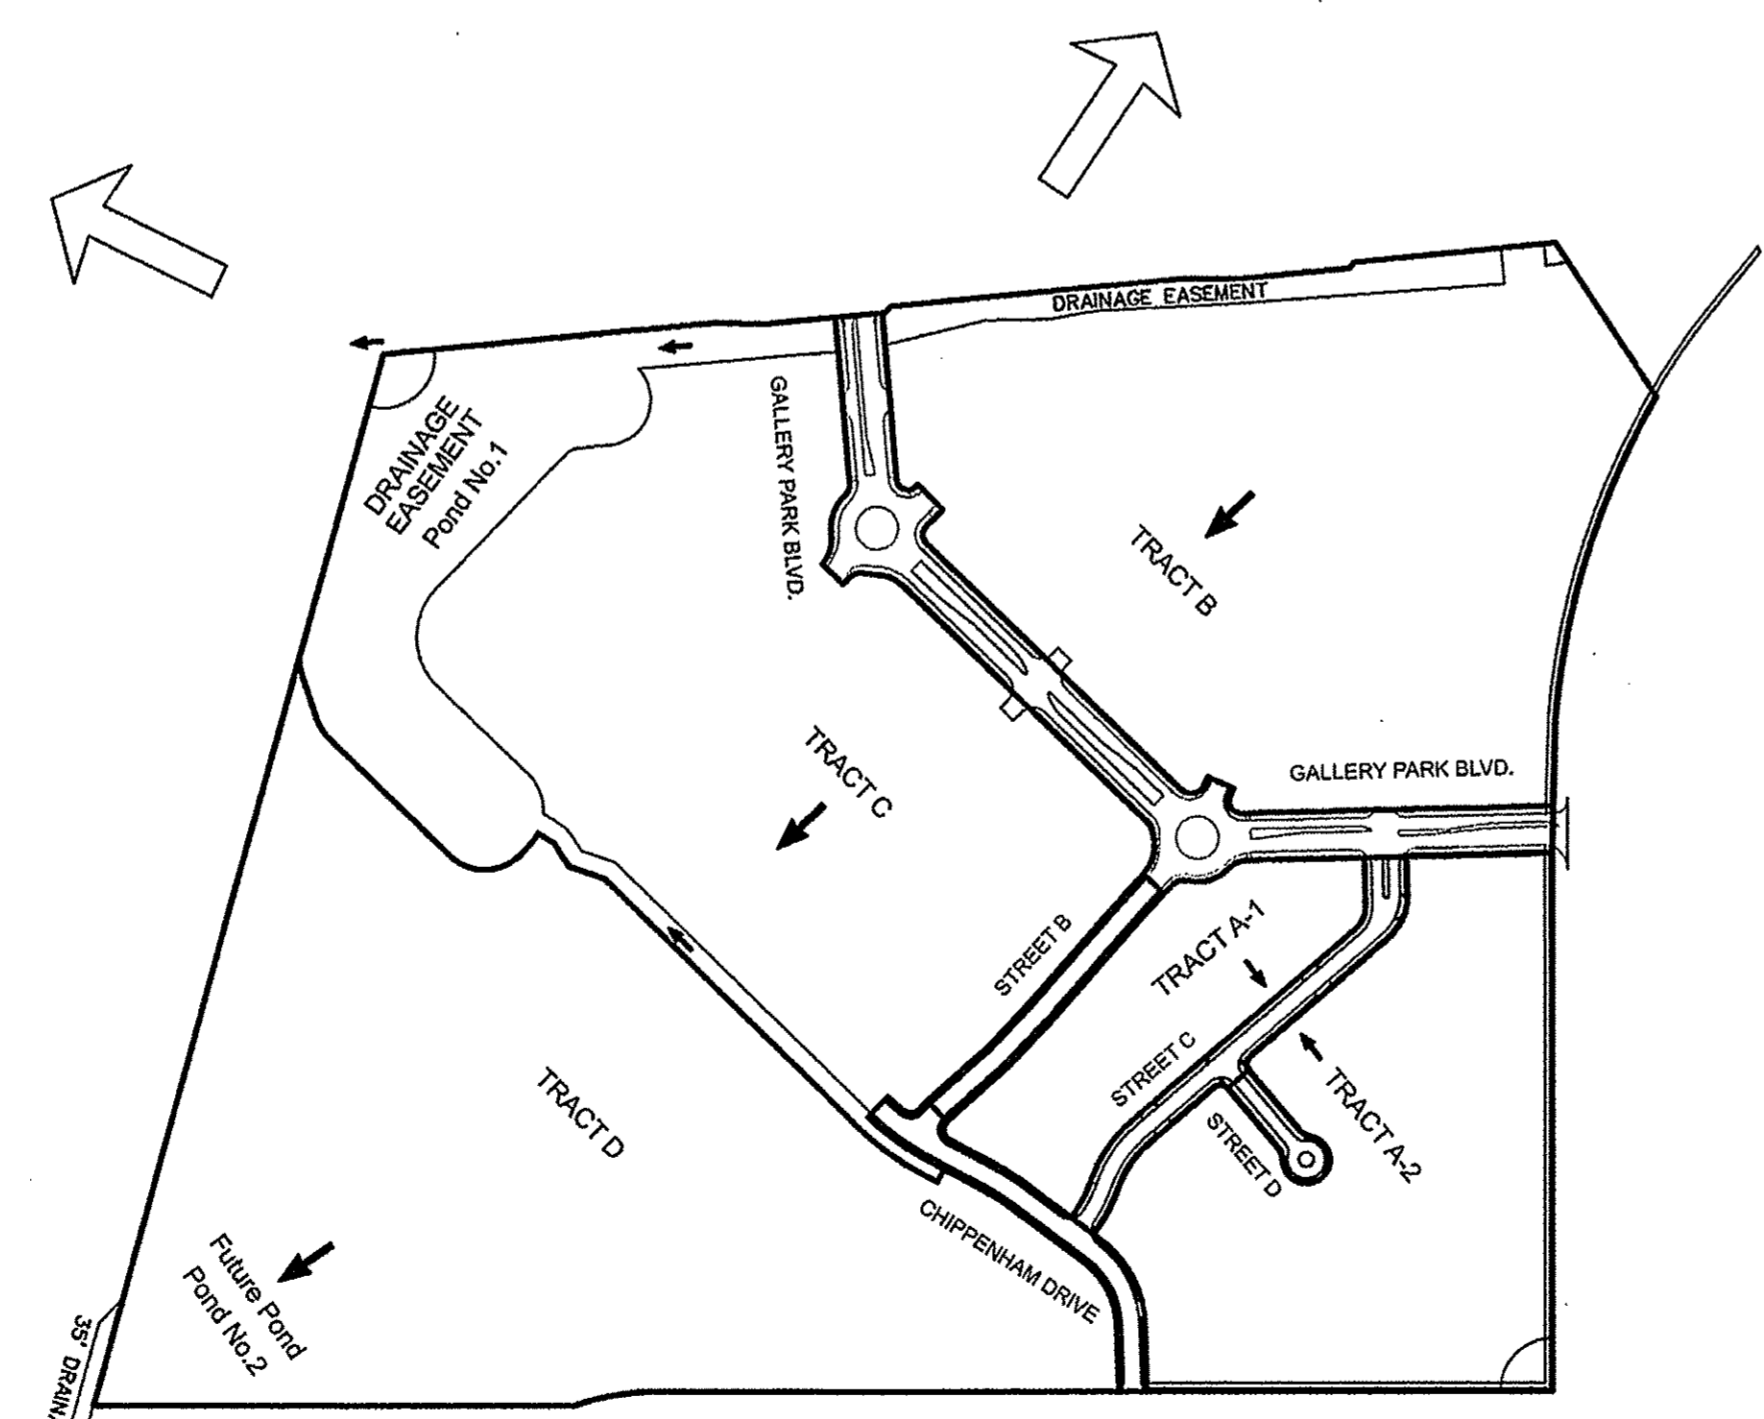 DRAINAGE EASEMENT
DRAINAGE
EASEMENT
Pond No.1
GALLERY PARK BLVD.
TRACT B
TRACT C
GALLERY PARK BLVD.
STREET B
TRACT A-1
STREET C
TRACT A-2
STREET D
TRACT D
CHIPPENHAM DRIVE
Future Pond
Pond No.2
35'